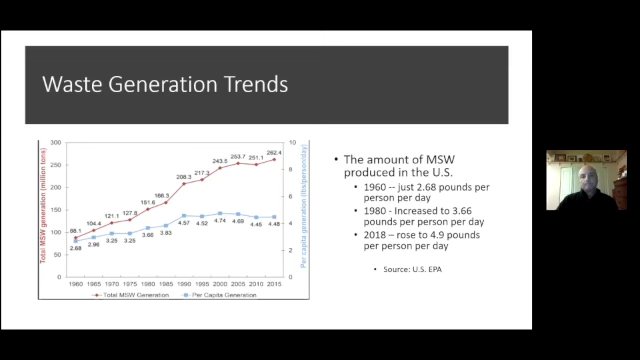 Waste Generation Trends
Total MSW generation (million tons)
300
250
200
150
100
50
0
88.1
104.4
121.1
127.8
151.6
166.3
208.3
217.3
243.5
253.7
251.1
262.4
2.68
2.96
3.25
3.25
3.66
3.83
4.57
4.52
4.74
4.69
4.45
4.48
10
8
6
4
2
0
Per capita generation (lbs/person/day)
1960 1965 1970 1975 1980 1985 1990 1995 2000 2005 2010 2015
Total MSW Generation
Per Capita Generation
• The amount of MSW
produced in the U.S.
• 1960 -- just 2.68 pounds per
person per day
• 1980 - Increased to 3.66
pounds per person per day
• 2018 – rose to 4.9 pounds
per person per day
• Source: U.S. EPA